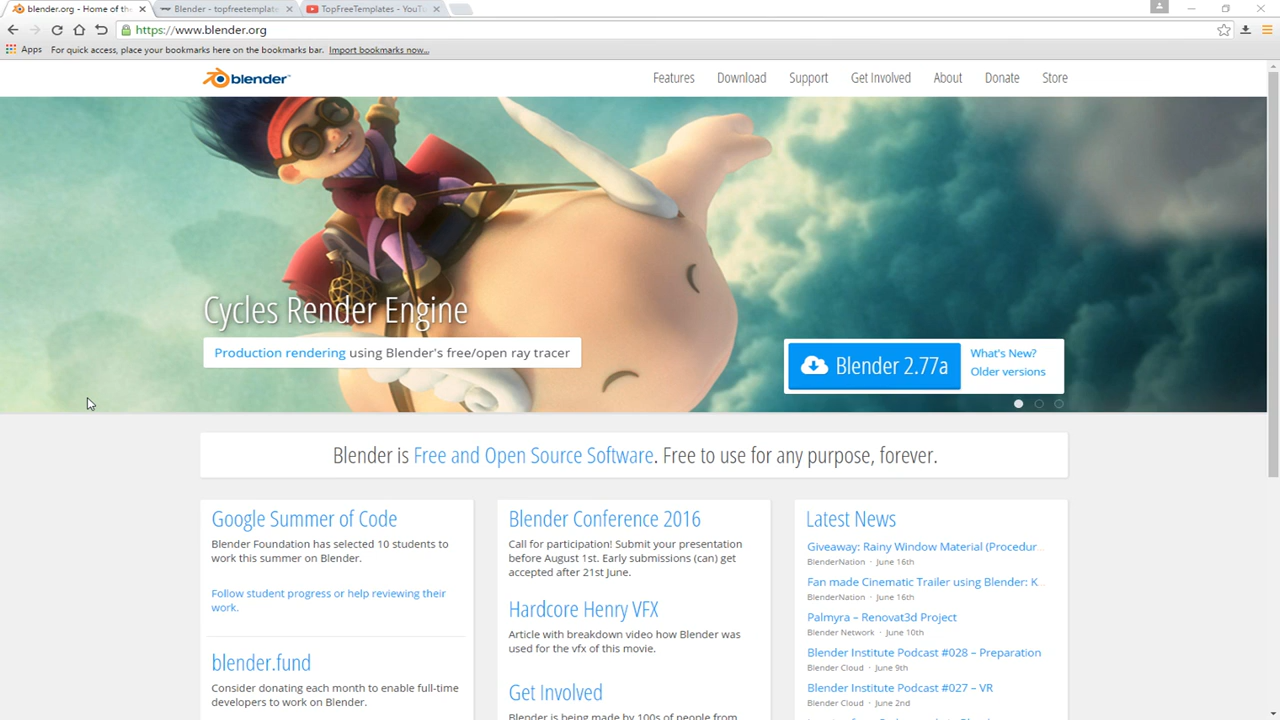 blender.org - Home of the
Blender - topfreetemplate
TopFreeTemplates - YouTu
https://www.blender.org
Apps For quick access, place your bookmarks here on the bookmarks bar. Import bookmarks now...
blender
Features Download Support Get Involved About Donate Store
Cycles Render Engine
Production rendering using Blender's free/open ray tracer
Blender 2.77a
What's New?
Older versions
Blender is Free and Open Source Software. Free to use for any purpose, forever.
Google Summer of Code
Blender Foundation has selected 10 students to
work this summer on Blender.
Follow student progress or help reviewing their
work.
blender.fund
Consider donating each month to enable full-time
developers to work on Blender.
Blender Conference 2016
Call for participation! Submit your presentation
before August 1st. Early submissions (can) get
accepted after 21st June.
Hardcore Henry VFX
Article with breakdown video how Blender was
used for the vfx of this movie.
Get Involved
Blender is being made by 100s of people from
Latest News
Giveaway: Rainy Window Material (Procedur...
BlenderNation · June 16th
Fan made Cinematic Trailer using Blender: K...
BlenderNation · June 16th
Palmyra – Renovat3d Project
Blender Network · June 10th
Blender Institute Podcast #028 – Preparation
Blender Cloud · June 9th
Blender Institute Podcast #027 – VR
Blender Cloud · June 2nd